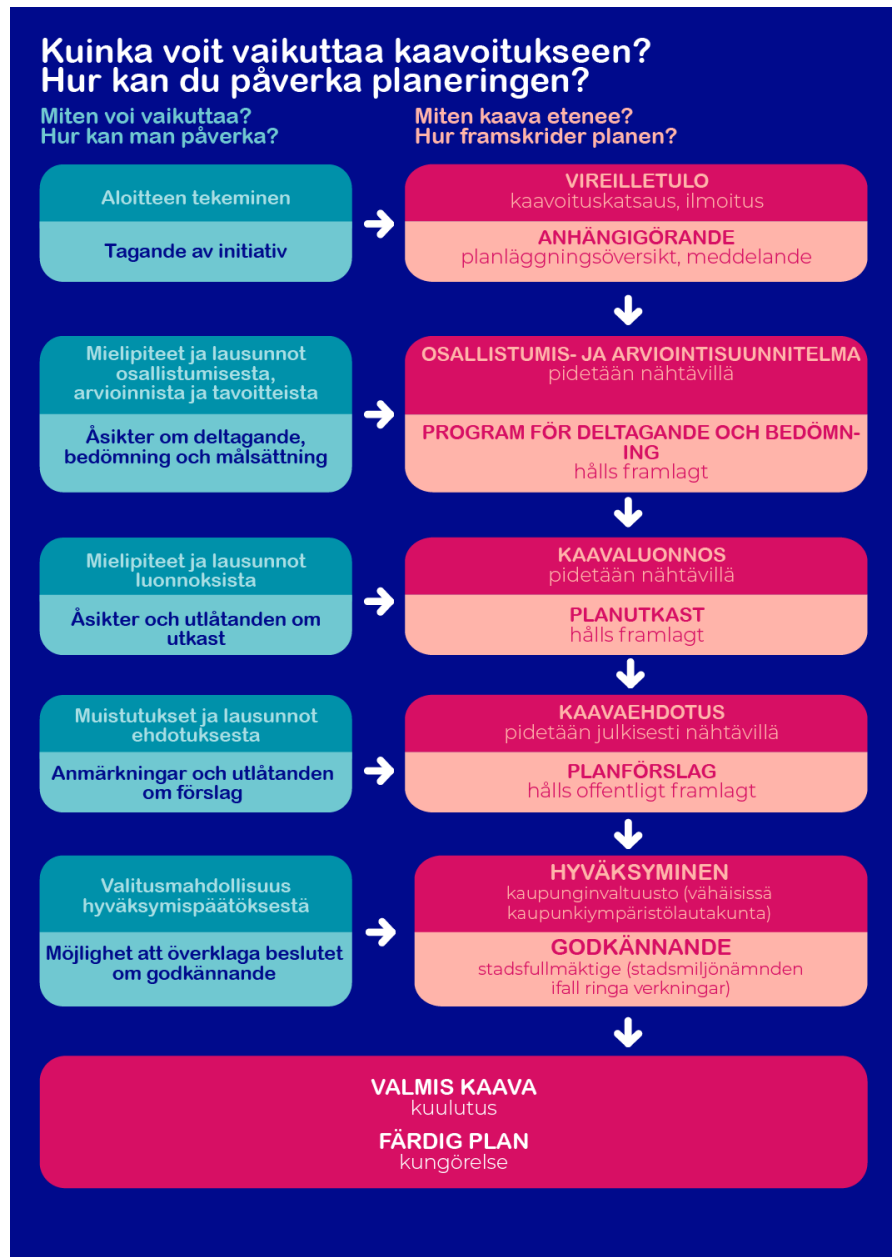 Kuinka voit vaikuttaa kaavoitukseen?
Hur kan du påverka planeringen?
Miten voi vaikuttaa?
Hur kan man påverka?
Miten kaava etenee?
Hur framskrider planen?
Aloitteen tekeminen
Tagande av initiativ
VIREILLETULO
kaavoituskatsaus, ilmoitus
ANHÄNGIGÖRANDE
planläggningsöversikt, meddelande
Mielipiteet ja lausunnot
osallistumisesta,
arvioinnista ja tavoitteista
Åsikter om deltagande,
bedömning och målsättning
OSALLISTUMIS- JA ARVIOINTISUUNNITELMA
pidetään nähtävillä
PROGRAM FÖR DELTAGANDE OCH BEDÖMN-
ING
hålls framlagt
Mielipiteet ja lausunnot
luonnoksista
Åsikter och utlåtanden om
utkast
KAAVALUONNOS
pidetään nähtävillä
PLANUTKAST
hålls framlagt
Muistutukset ja lausunnot
ehdotuksesta
Anmärkningar och utlåtanden
om förslag
KAAVAEHDOTUS
pidetään julkisesti nähtävillä
PLANFÖRSLAG
hålls offentligt framlagt
Valitusmahdollisuus
hyväksymispäätöksestä
Möjlighet att överklaga beslutet
om godkännande
HYVÄKSYMINEN
kaupunginvaltuusto (vähäisissä
kaupunkiympäristölautakunta)
GODKÄNNANDE
stadsfullmäktige (stadsmiljönämnden
ifall ringa verkningar)
VALMIS KAAVA
kuulutus
FÄRDIG PLAN
kungörelse